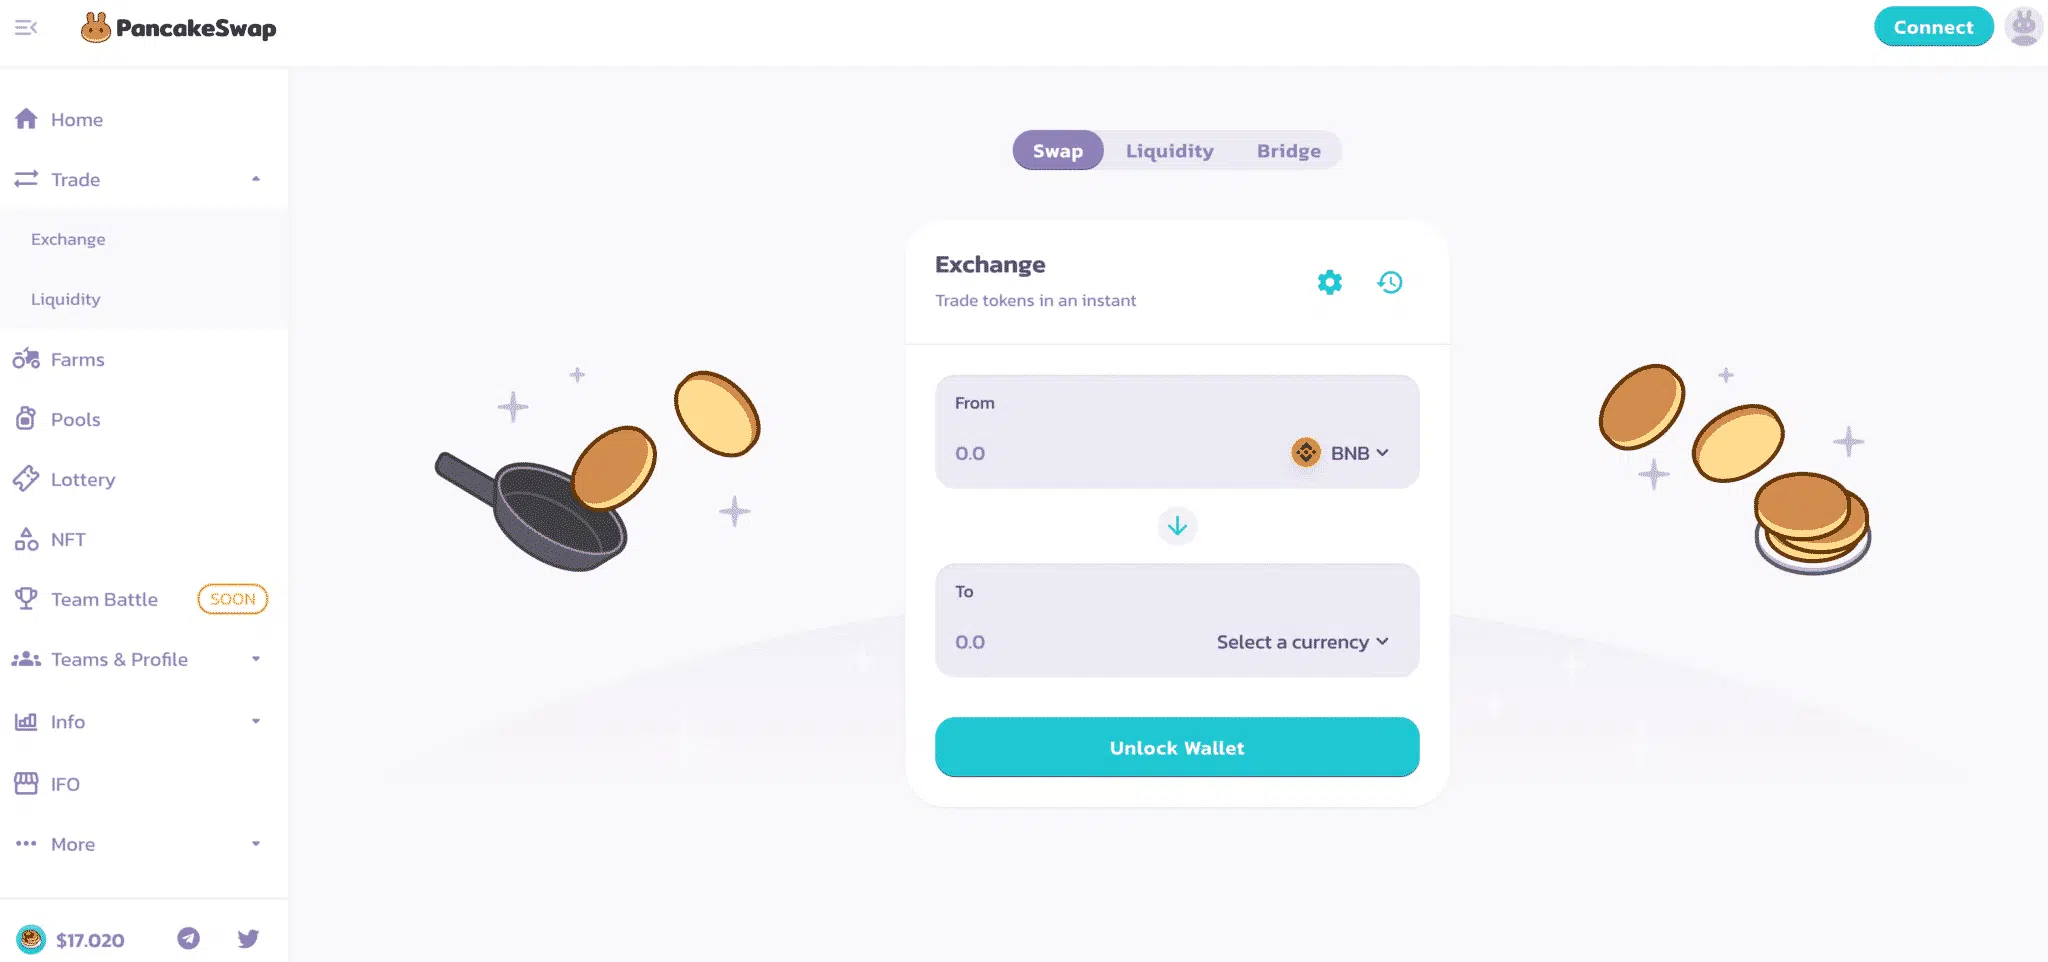 PancakeSwap
Connect
Home
Trade
Exchange
Liquidity
Farms
Pools
Lottery
NFT
Team Battle SOON
Teams & Profile
Info
IFO
More
$17.020
Swap Liquidity Bridge
Exchange
Trade tokens in an instant
From
0.0 BNB
To
0.0 Select a currency
Unlock Wallet